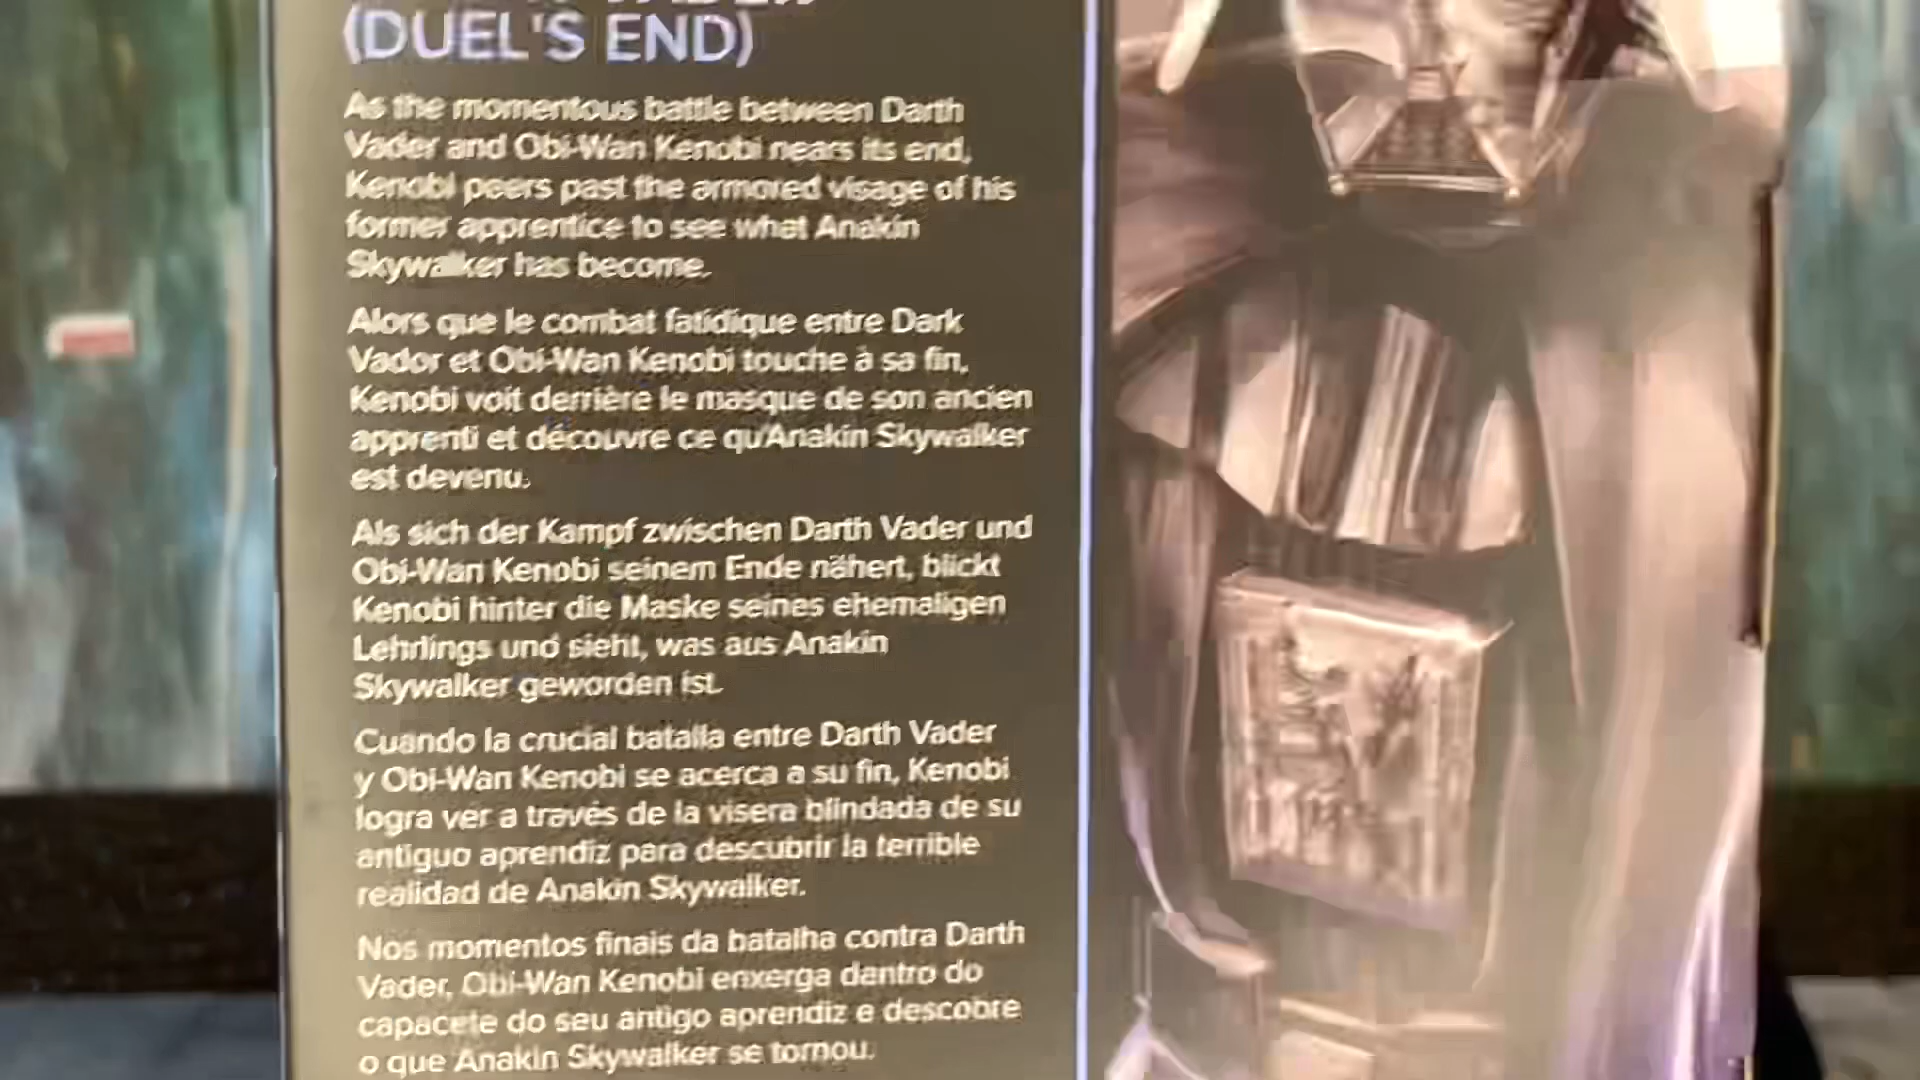 (DUEL'S END)
As the momentous battle between Darth
Vader and Obi-Wan Kenobi nears its end,
Kenobi peers past the armored visage of his
former apprentice to see what Anakin
Skywalker has become.
Alors que le combat fatidique entre Dark
Vador et Obi-Wan Kenobi touche à sa fin,
Kenobi voit derrière le masque de son ancien
apprenti et découvre ce qu'Anakin Skywalker
est devenu.
Als sich der Kampf zwischen Darth Vader und
Obi-Wan Kenobi seinem Ende nähert, blickt
Kenobi hinter die Maske seines ehemaligen
Lehrlings und sieht, was aus Anakin
Skywalker geworden ist.
Cuando la crucial batalla entre Darth Vader
y Obi-Wan Kenobi se acerca a su fin, Kenobi
logra ver a través de la visera blindada de su
antiguo aprendiz para descubrir la terrible
realidad de Anakin Skywalker.
Nos momentos finais da batalha contra Darth
Vader, Obi-Wan Kenobi enxerga dentro do
capacete do seu antigo aprendiz e descobre
o que Anakin Skywalker se tornou.